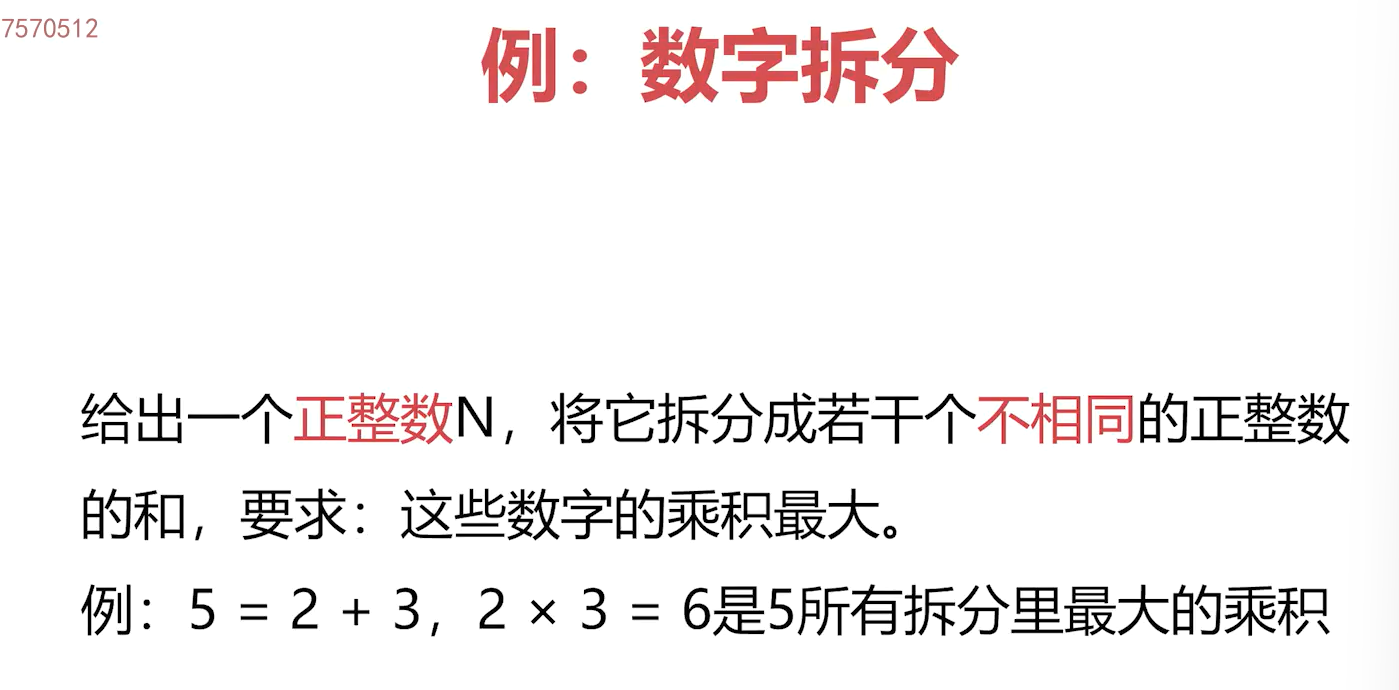 7570512
例：数字拆分
给出一个正整数N，将它拆分成若干个不相同的正整数
的和，要求：这些数字的乘积最大。
例：5 = 2 + 3，2 × 3 = 6是5所有拆分里最大的乘积